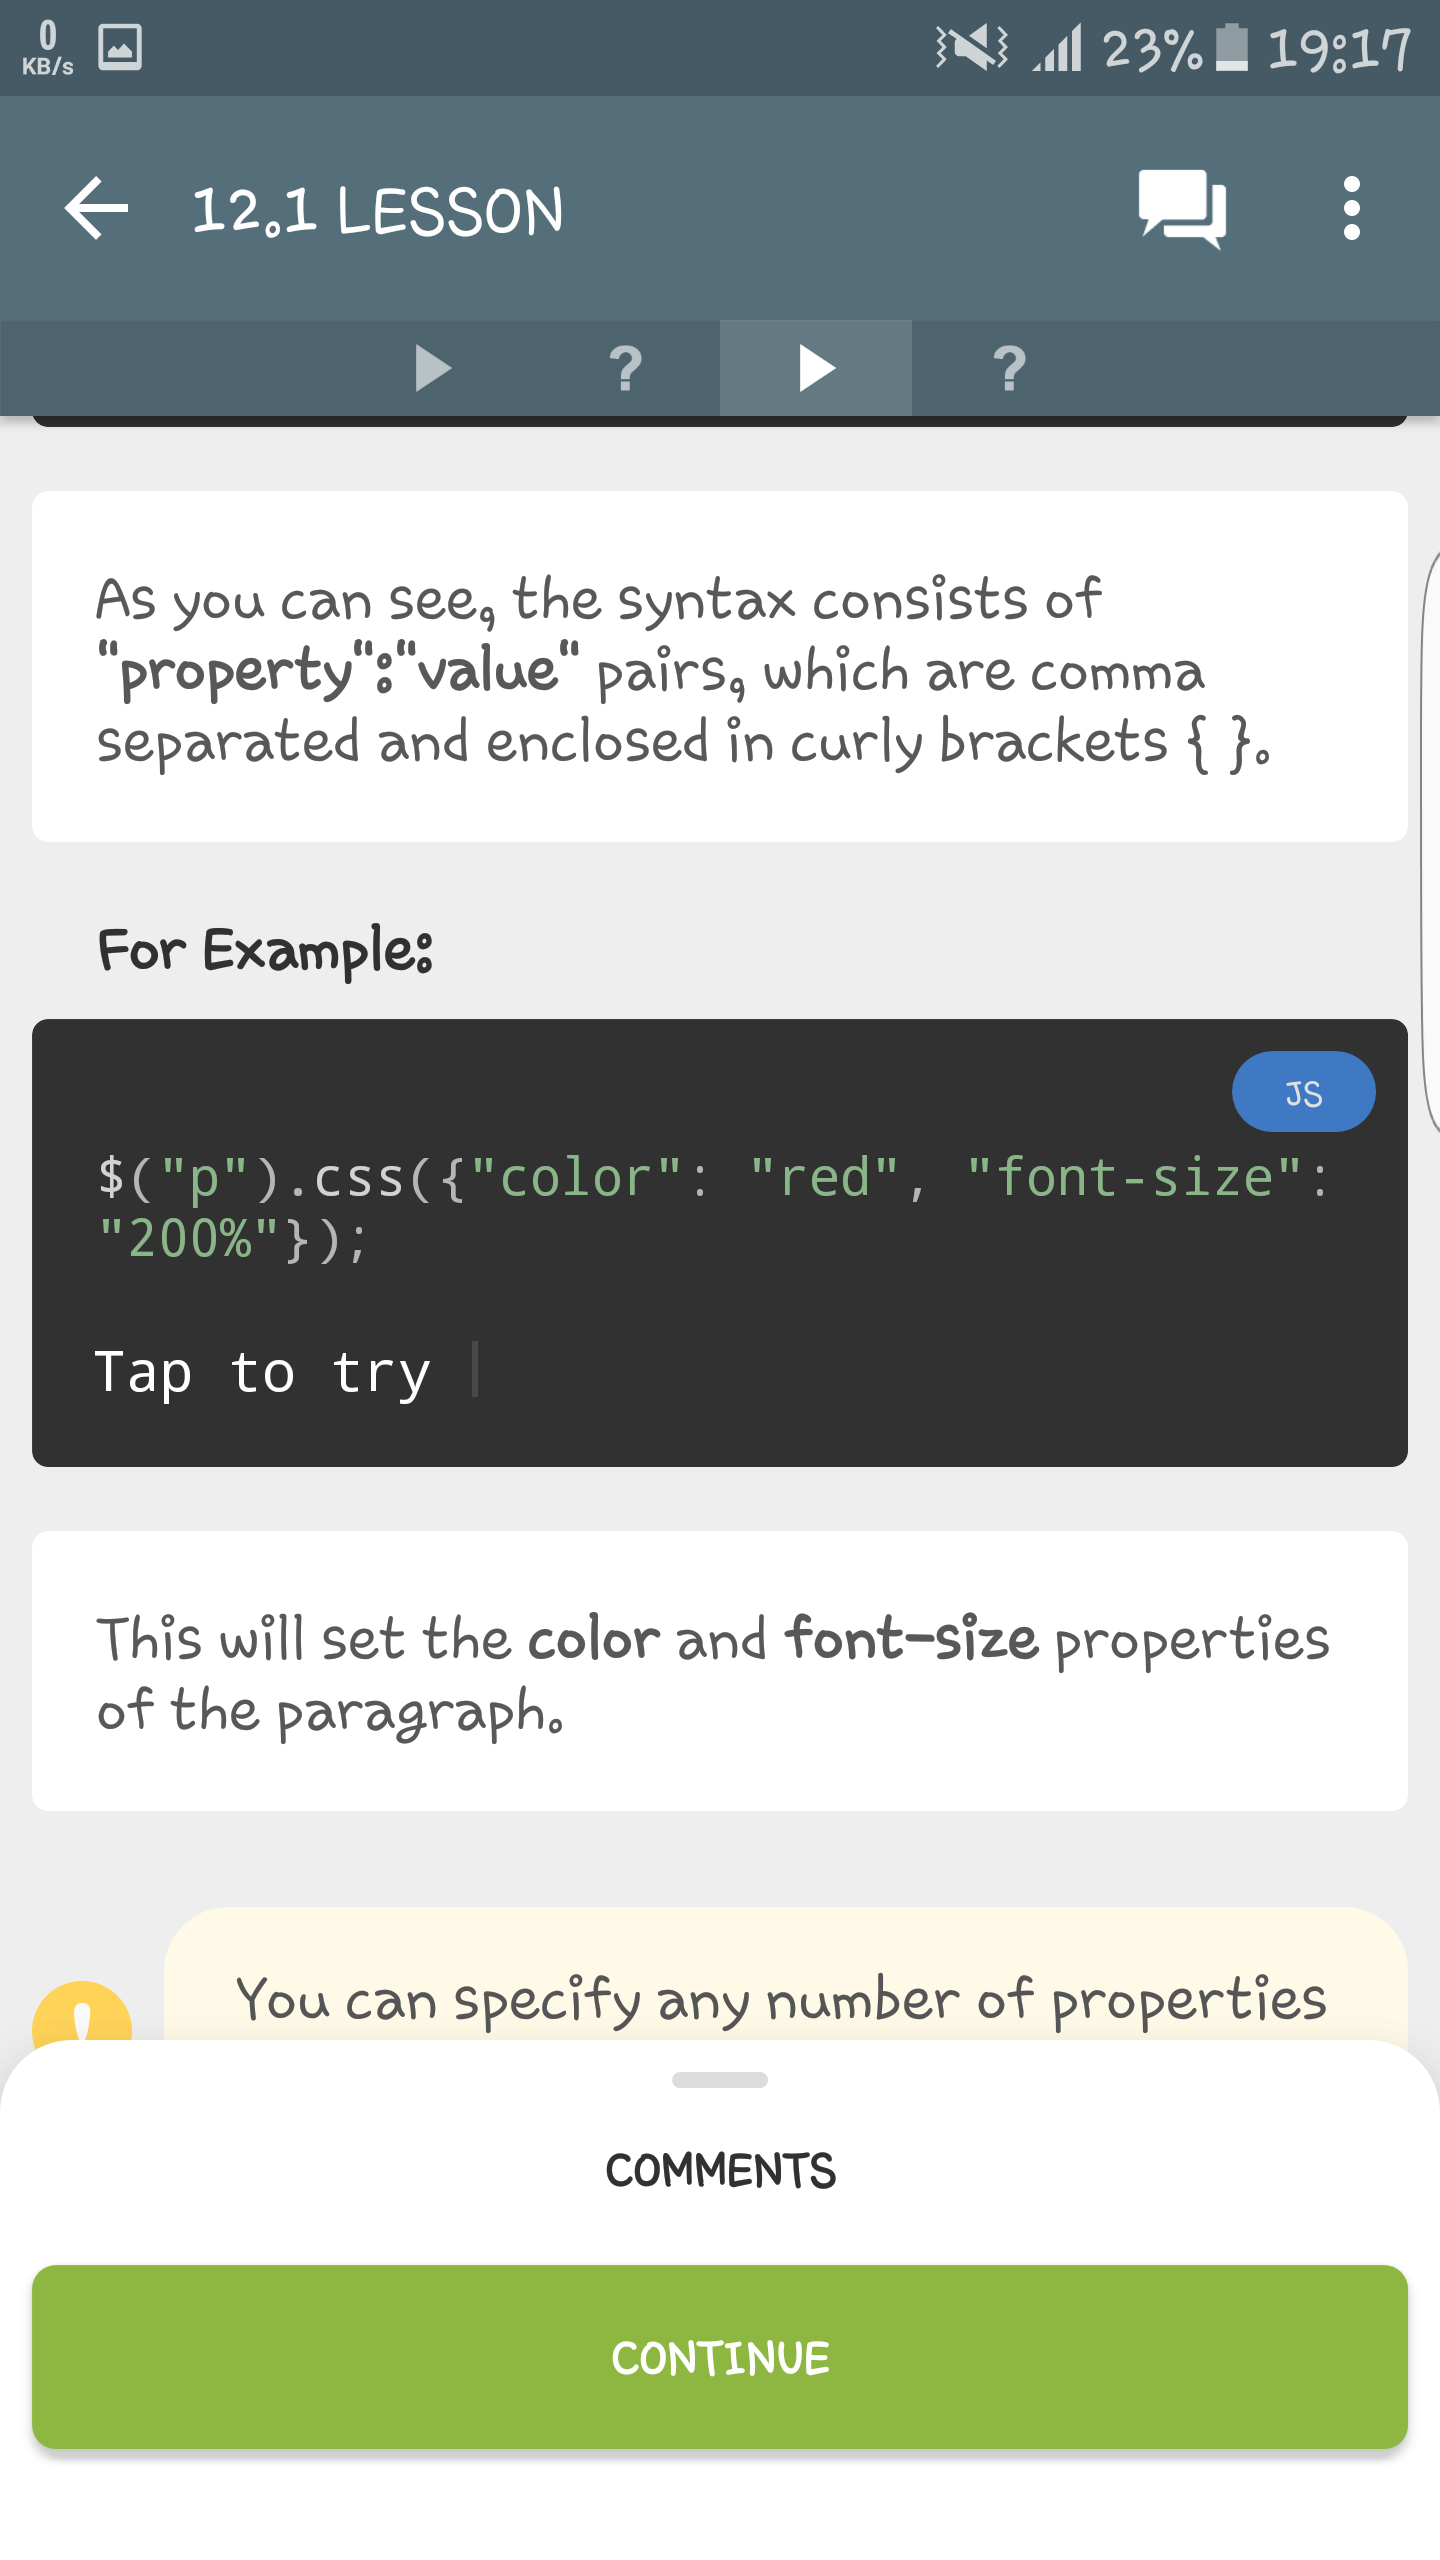 0
KB/s
23%
19:17
12.1 LESSON
?
?
As you can see, the syntax consists of
"property":"value" pairs, which are comma
separated and enclosed in curly brackets { }.
For Example:
JS
$("p").css({"color": "red", "font-size":
"200%"});
Tap to try
This will set the color and font-size properties
of the paragraph.
You can specify any number of properties
COMMENTS
CONTINUE